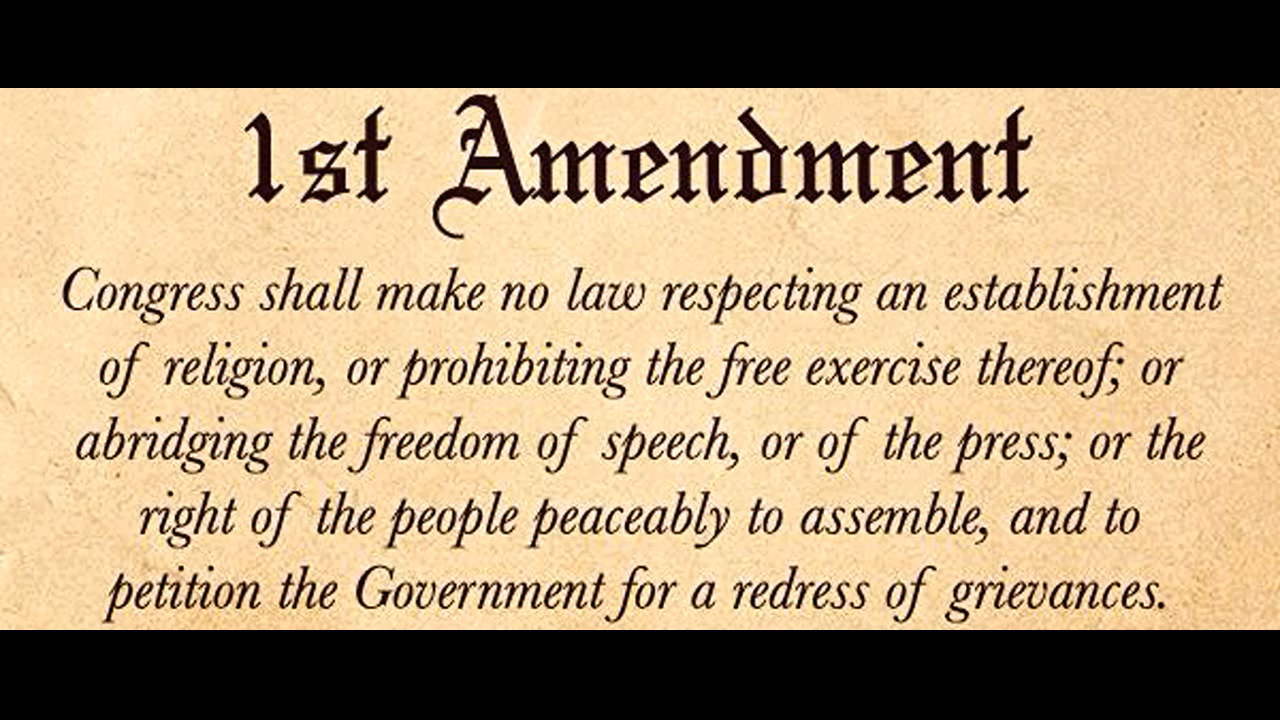 1st Amendment
Congress shall make no law respecting an establishment
of religion, or prohibiting the free exercise thereof; or
abridging the freedom of speech, or of the press; or the
right of the people peaceably to assemble, and to
petition the Government for a redress of grievances.